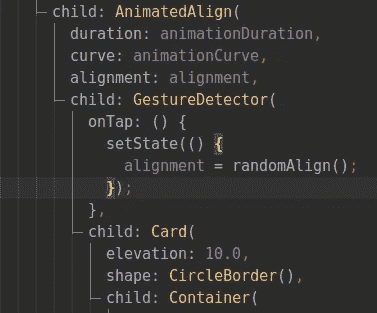 child: AnimatedAlign(
duration: animationDuration,
curve: animationCurve,
alignment: alignment,
child: GestureDetector(
onTap: () {
setState(() {
alignment = randomAlign();
});
},
child: Card(
elevation: 10.0,
shape: CircleBorder(),
child: Container(